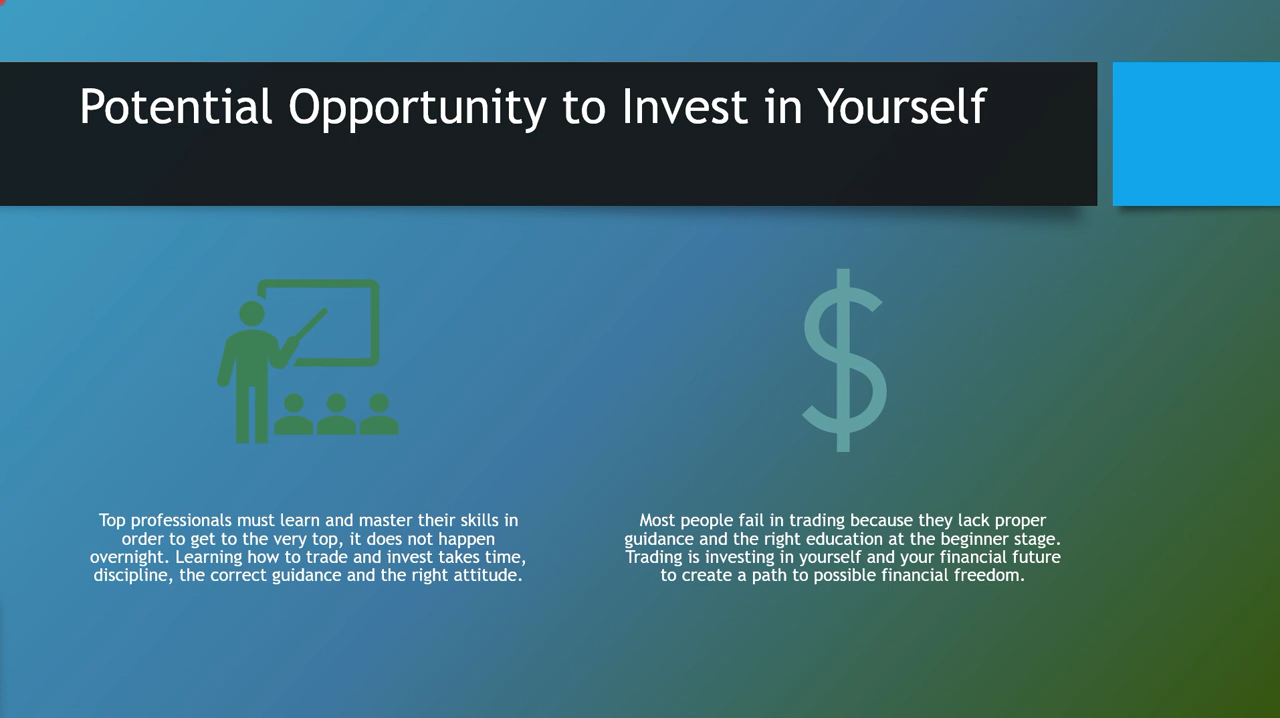 Potential Opportunity to Invest in Yourself
Top professionals must learn and master their skills in
order to get to the very top, it does not happen
overnight. Learning how to trade and invest takes time,
discipline, the correct guidance and the right attitude.
Most people fail in trading because they lack proper
guidance and the right education at the beginner stage.
Trading is investing in yourself and your financial future
to create a path to possible financial freedom.